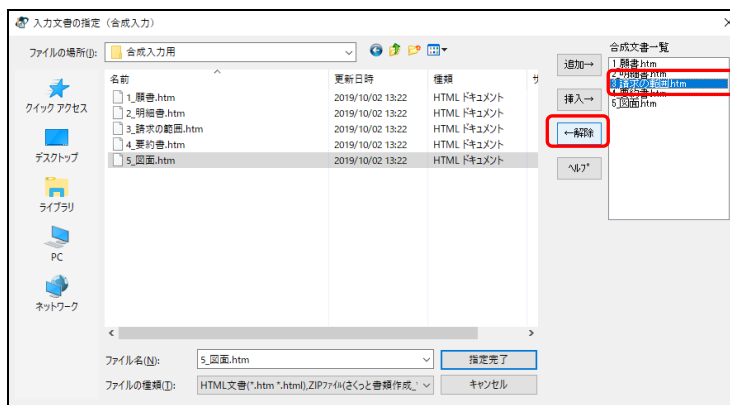 入力文書の指定（合成入力）
ファイルの場所(I):
合成入力用
名前
更新日時
種類
サ
1_願書.htm
2019/10/02 13:22
HTML ドキュメント
2_明細書.htm
2019/10/02 13:22
HTML ドキュメント
3_請求の範囲.htm
2019/10/02 13:22
HTML ドキュメント
4_要約書.htm
2019/10/02 13:22
HTML ドキュメント
5_図面.htm
2019/10/02 13:22
HTML ドキュメント
クイック アクセス
デスクトップ
ライブラリ
PC
ネットワーク
追加→
挿入→
←解除
ヘルプ
合成文書一覧
1_願書.htm
2_明細書.htm
3_請求の範囲.htm
4_要約書.htm
5_図面.htm
ファイル名(N):
5_図面.htm
指定完了
ファイルの種類(T):
HTML文書(*.htm *.html),ZIPファイル(さくっと書類作成_
キャンセル